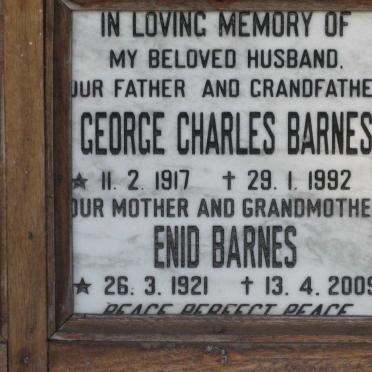 IN LOVING MEMORY OF
MY BELOVED HUSBAND,
OUR FATHER AND GRANDFATHE
GEORGE CHARLES BARNES
★ 11. 2. 1917 † 29. 1. 1992
OUR MOTHER AND GRANDMOTHE
ENID BARNES
★ 26. 3. 1921 † 13. 4. 2009
PEACE PERFECT PEACE